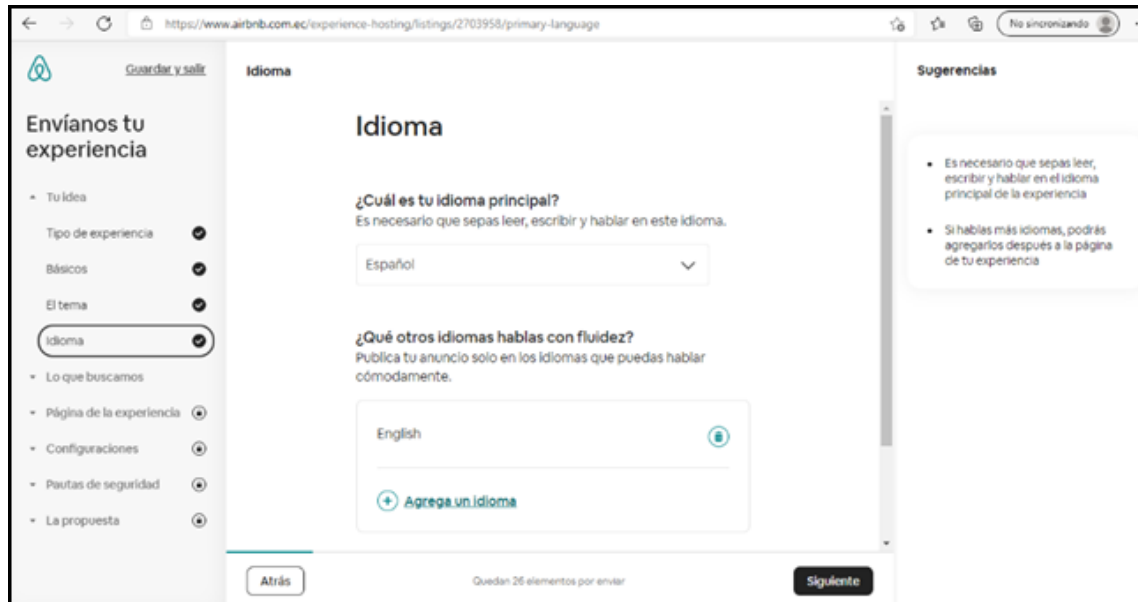 https://www.airbnb.com.ec/experience-hosting/listings/2703958/primary-language
No sincronizando
Guardar y salir
Envíanos tu
experiencia
Tu idea
Tipo de experiencia
Básicos
El tema
Idioma
Lo que buscamos
Página de la experiencia
Configuraciones
Pautas de seguridad
La propuesta
Idioma
Idioma
¿Cuál es tu idioma principal?
Es necesario que sepas leer, escribir y hablar en este idioma.
Español
¿Qué otros idiomas hablas con fluidez?
Publica tu anuncio solo en los idiomas que puedas hablar
cómodamente.
English
Agrega un idioma
Atrás
Quedan 26 elementos por enviar
Siguiente
Sugerencias
Es necesario que sepas leer,
escribir y hablar en el idioma
principal de la experiencia
Si hablas más idiomas, podrás
agregarlos después a la página
de tu experiencia